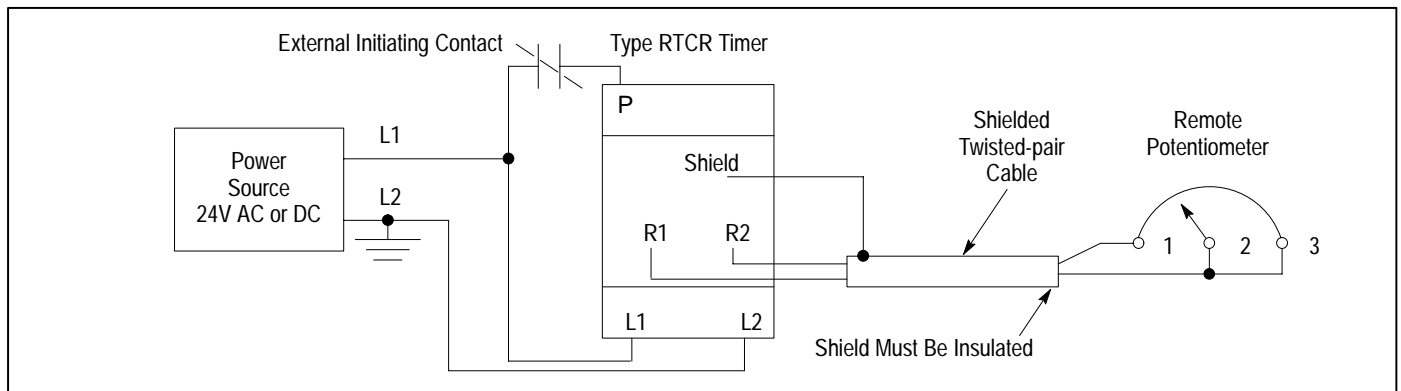 External Initiating Contact
Type RTCR Timer
P
L1
Power
Source
24V AC or DC
L2
Shield
R1
R2
L1
L2
Shielded
Twisted-pair
Cable
Remote
Potentiometer
1
2
3
Shield Must Be Insulated